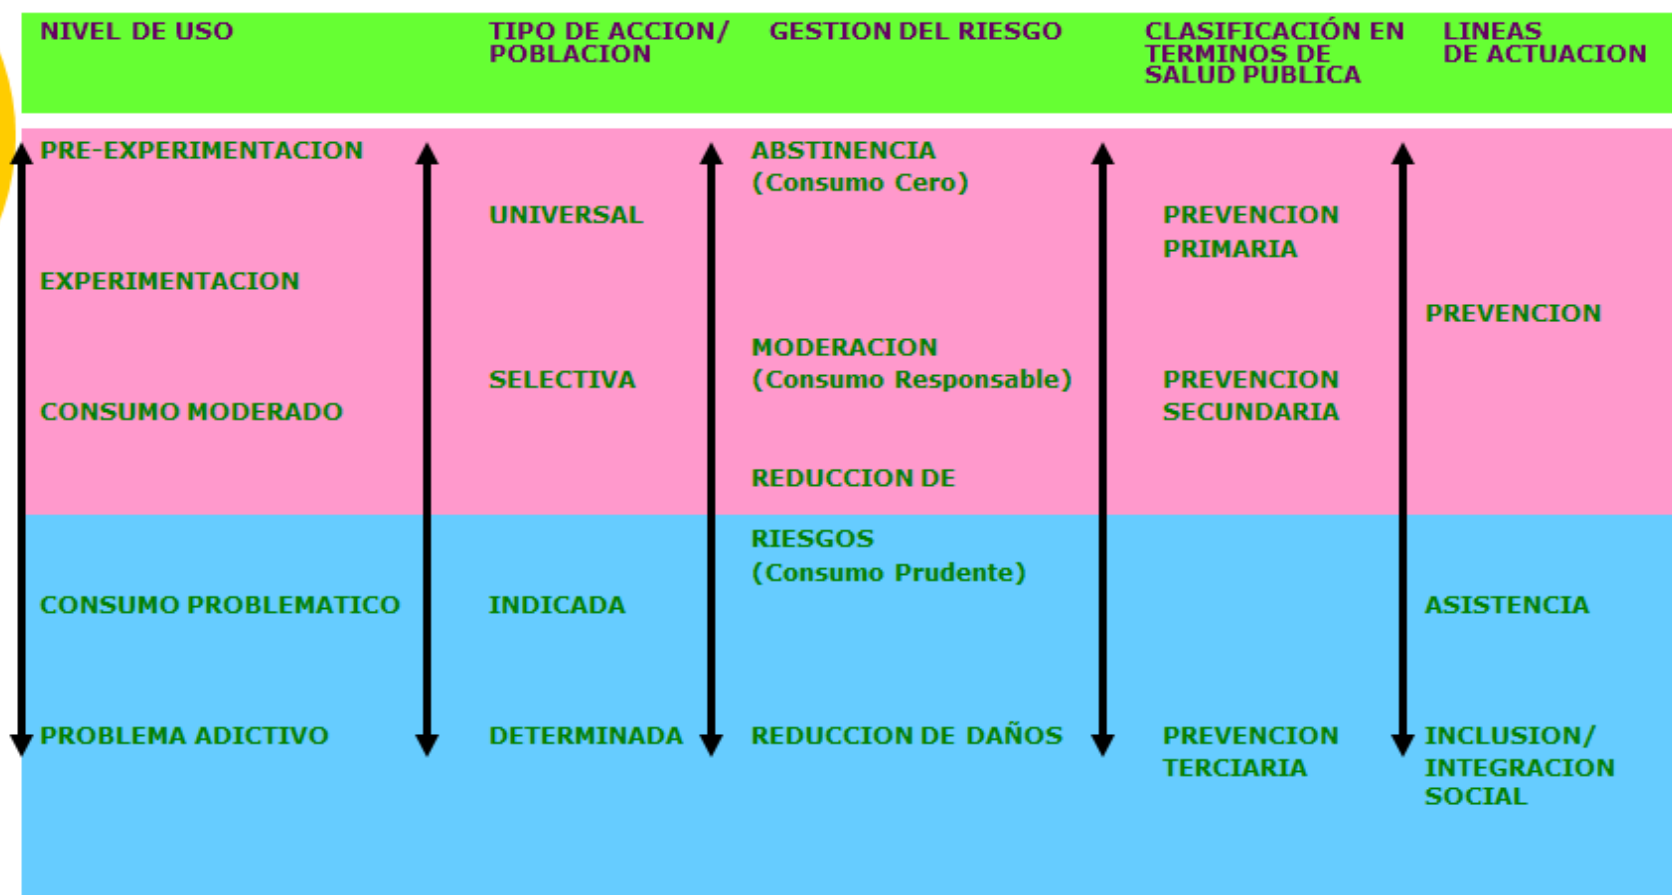 NIVEL DE USO
TIPO DE ACCION/
POBLACION
GESTION DEL RIESGO
CLASIFICACIÓN EN
TERMINOS DE
SALUD PUBLICA
LINEAS
DE ACTUACION
PRE-EXPERIMENTACION
EXPERIMENTACION
CONSUMO MODERADO
CONSUMO PROBLEMATICO
PROBLEMA ADICTIVO
UNIVERSAL
SELECTIVA
INDICADA
DETERMINADA
ABSTINENCIA
(Consumo Cero)
MODERACION
(Consumo Responsable)
REDUCCION DE
RIESGOS
(Consumo Prudente)
REDUCCION DE DAÑOS
PREVENCION
PRIMARIA
PREVENCION
SECUNDARIA
PREVENCION
TERCIARIA
PREVENCION
ASISTENCIA
INCLUSION/
INTEGRACION
SOCIAL